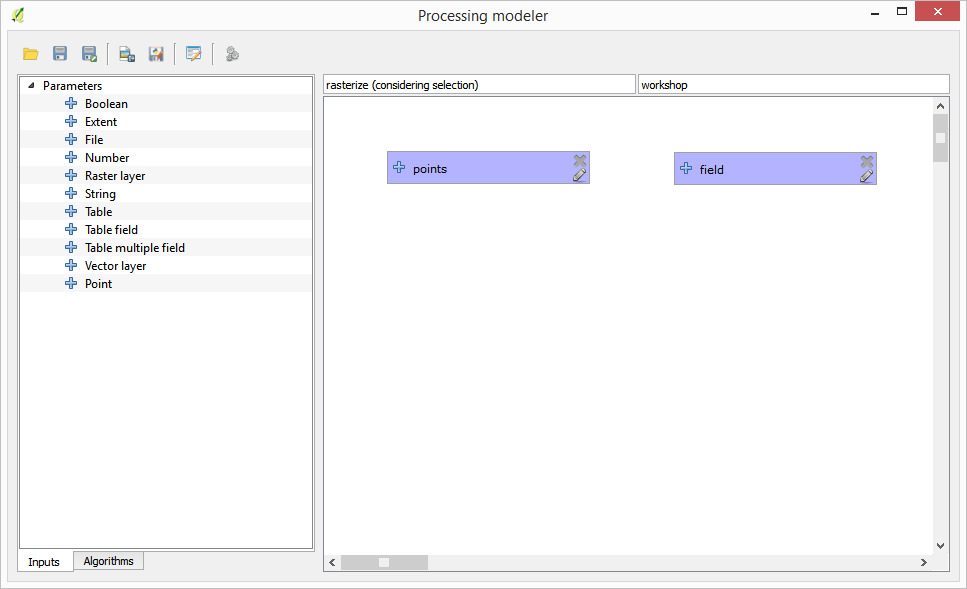 Processing modeler
Parameters
Boolean
Extent
File
Number
Raster layer
String
Table
Table field
Table multiple field
Vector layer
Point
Inputs
Algorithms
rasterize (considering selection)
workshop
points
field